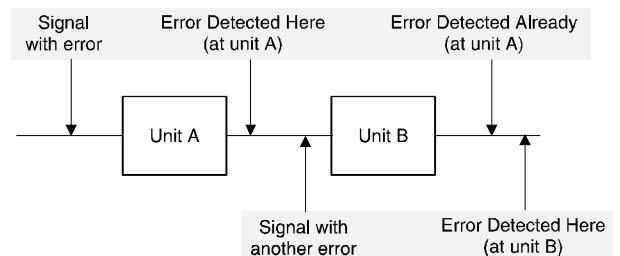 Signal
with error
Error Detected Here
(at unit A)
Error Detected Already
(at unit A)
Unit A
Unit B
Signal with
another error
Error Detected Here
(at unit B)